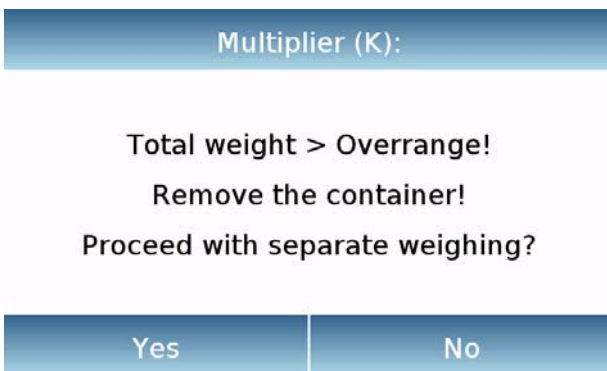 Multiplier (K):
Total weight > Overrange!
Remove the container!
Proceed with separate weighing?
Yes
No